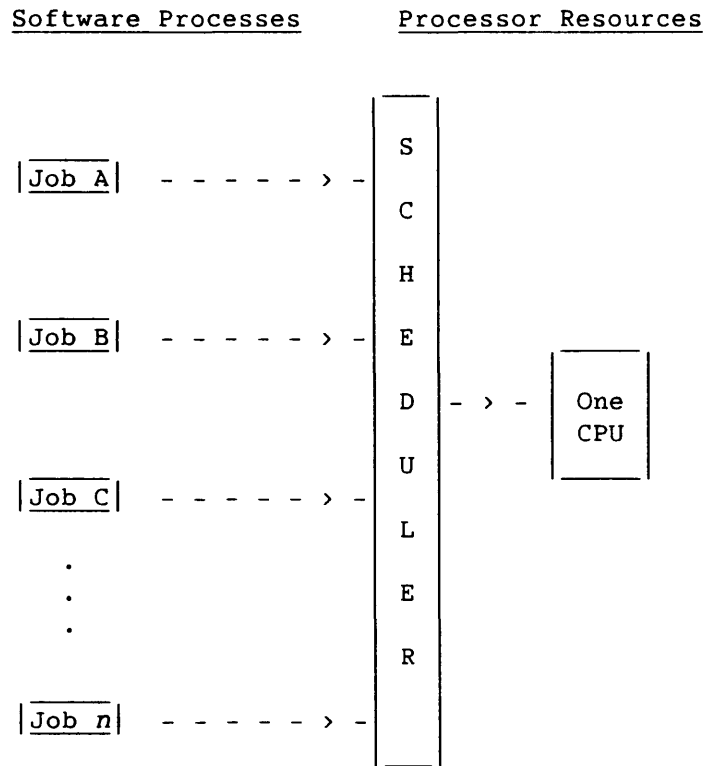 Software Processes
Processor Resources
Job A
Job B
Job C
.
.
.
Job n
S
C
H
E
D
U
L
E
R
One
CPU